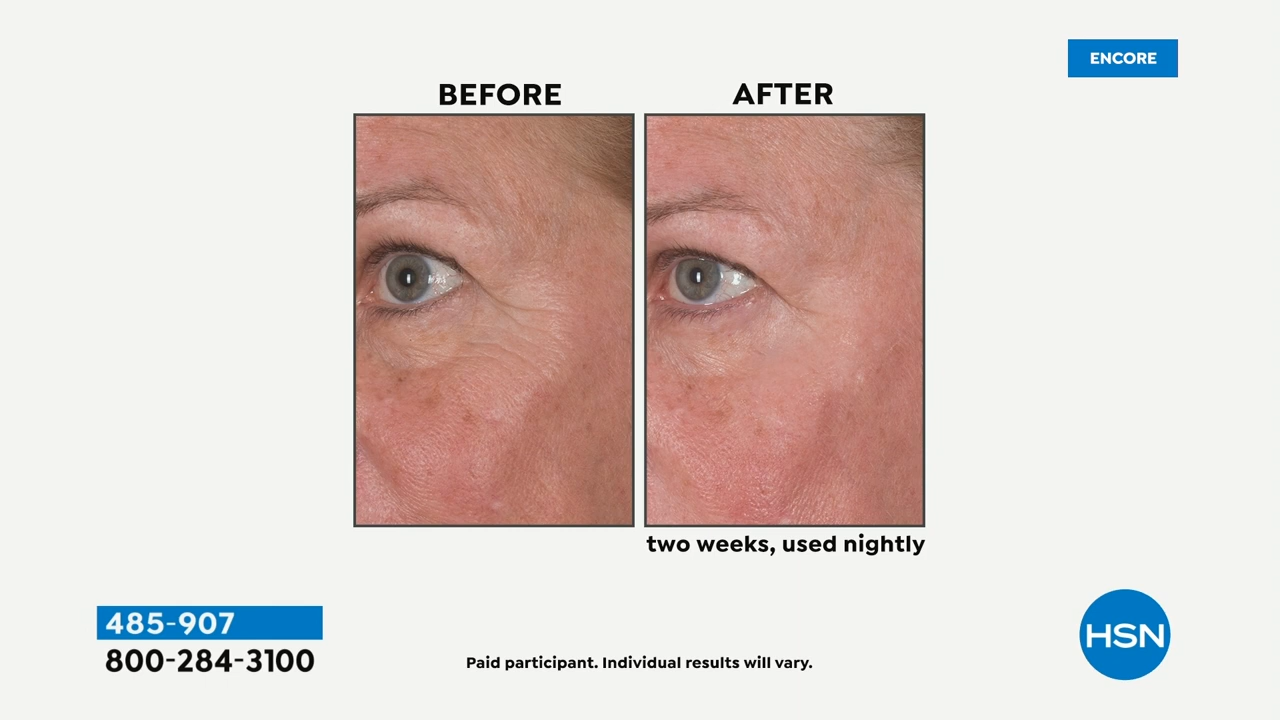 ENCORE
BEFORE
AFTER
two weeks, used nightly
485-907
800-284-3100
Paid participant. Individual results will vary.
HSN